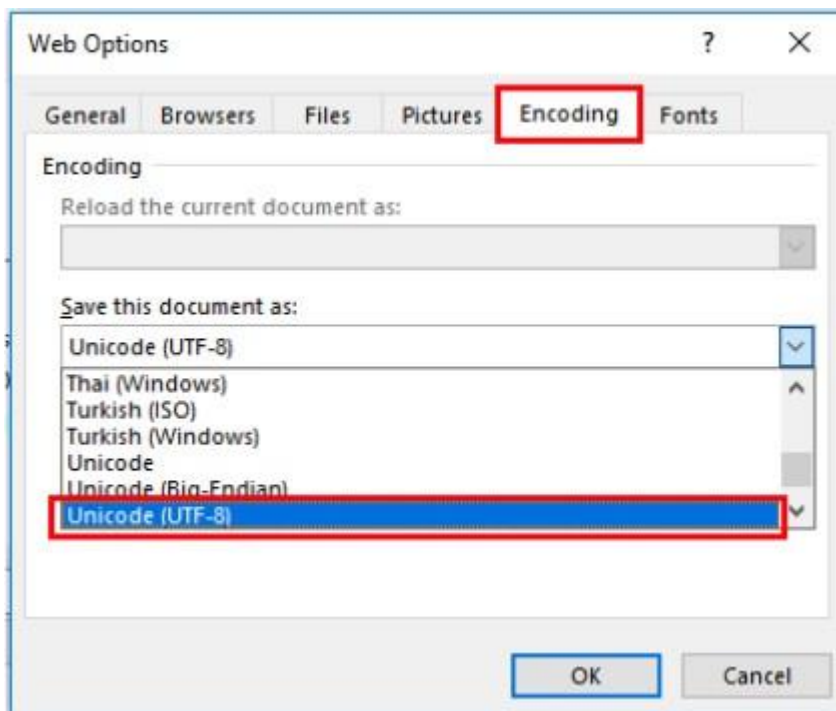 Web Options
?
General Browsers Files Pictures Encoding Fonts
Encoding
Reload the current document as:
Save this document as:
Unicode (UTF-8)
Thai (Windows)
Turkish (ISO)
Turkish (Windows)
Unicode
Unicode (Big-Endian)
Unicode (UTF-8)
OK Cancel